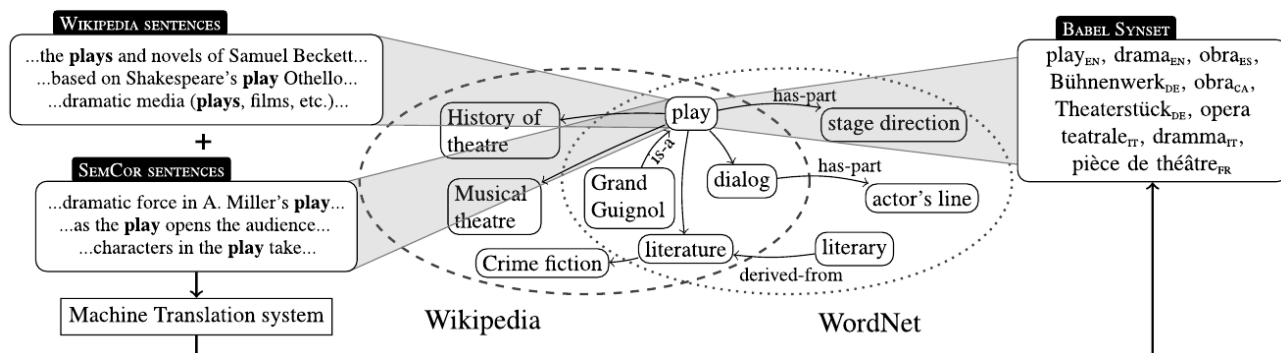 WIKIPEDIA SENTENCES
...the plays and novels of Samuel Beckett...
...based on Shakespeare's play Othello...
...dramatic media (plays, films, etc.)...
+
SEMCOR SENTENCES
...dramatic force in A. Miller's play...
...as the play opens the audience...
...characters in the play take...
Machine Translation system
play
has-part
stage direction
History of
theatre
is-a
Musical
theatre
Grand
Guignol
dialog
has-part
actor's line
literature
literary
Crime fiction
derived-from
Wikipedia
WordNet
BABEL SYNSET
playEN, dramaEN, obraES,
BühnenwerkDE, obraCA,
TheaterstückDE, opera
teatraleIT, drammaIT,
pièce de théâtreFR